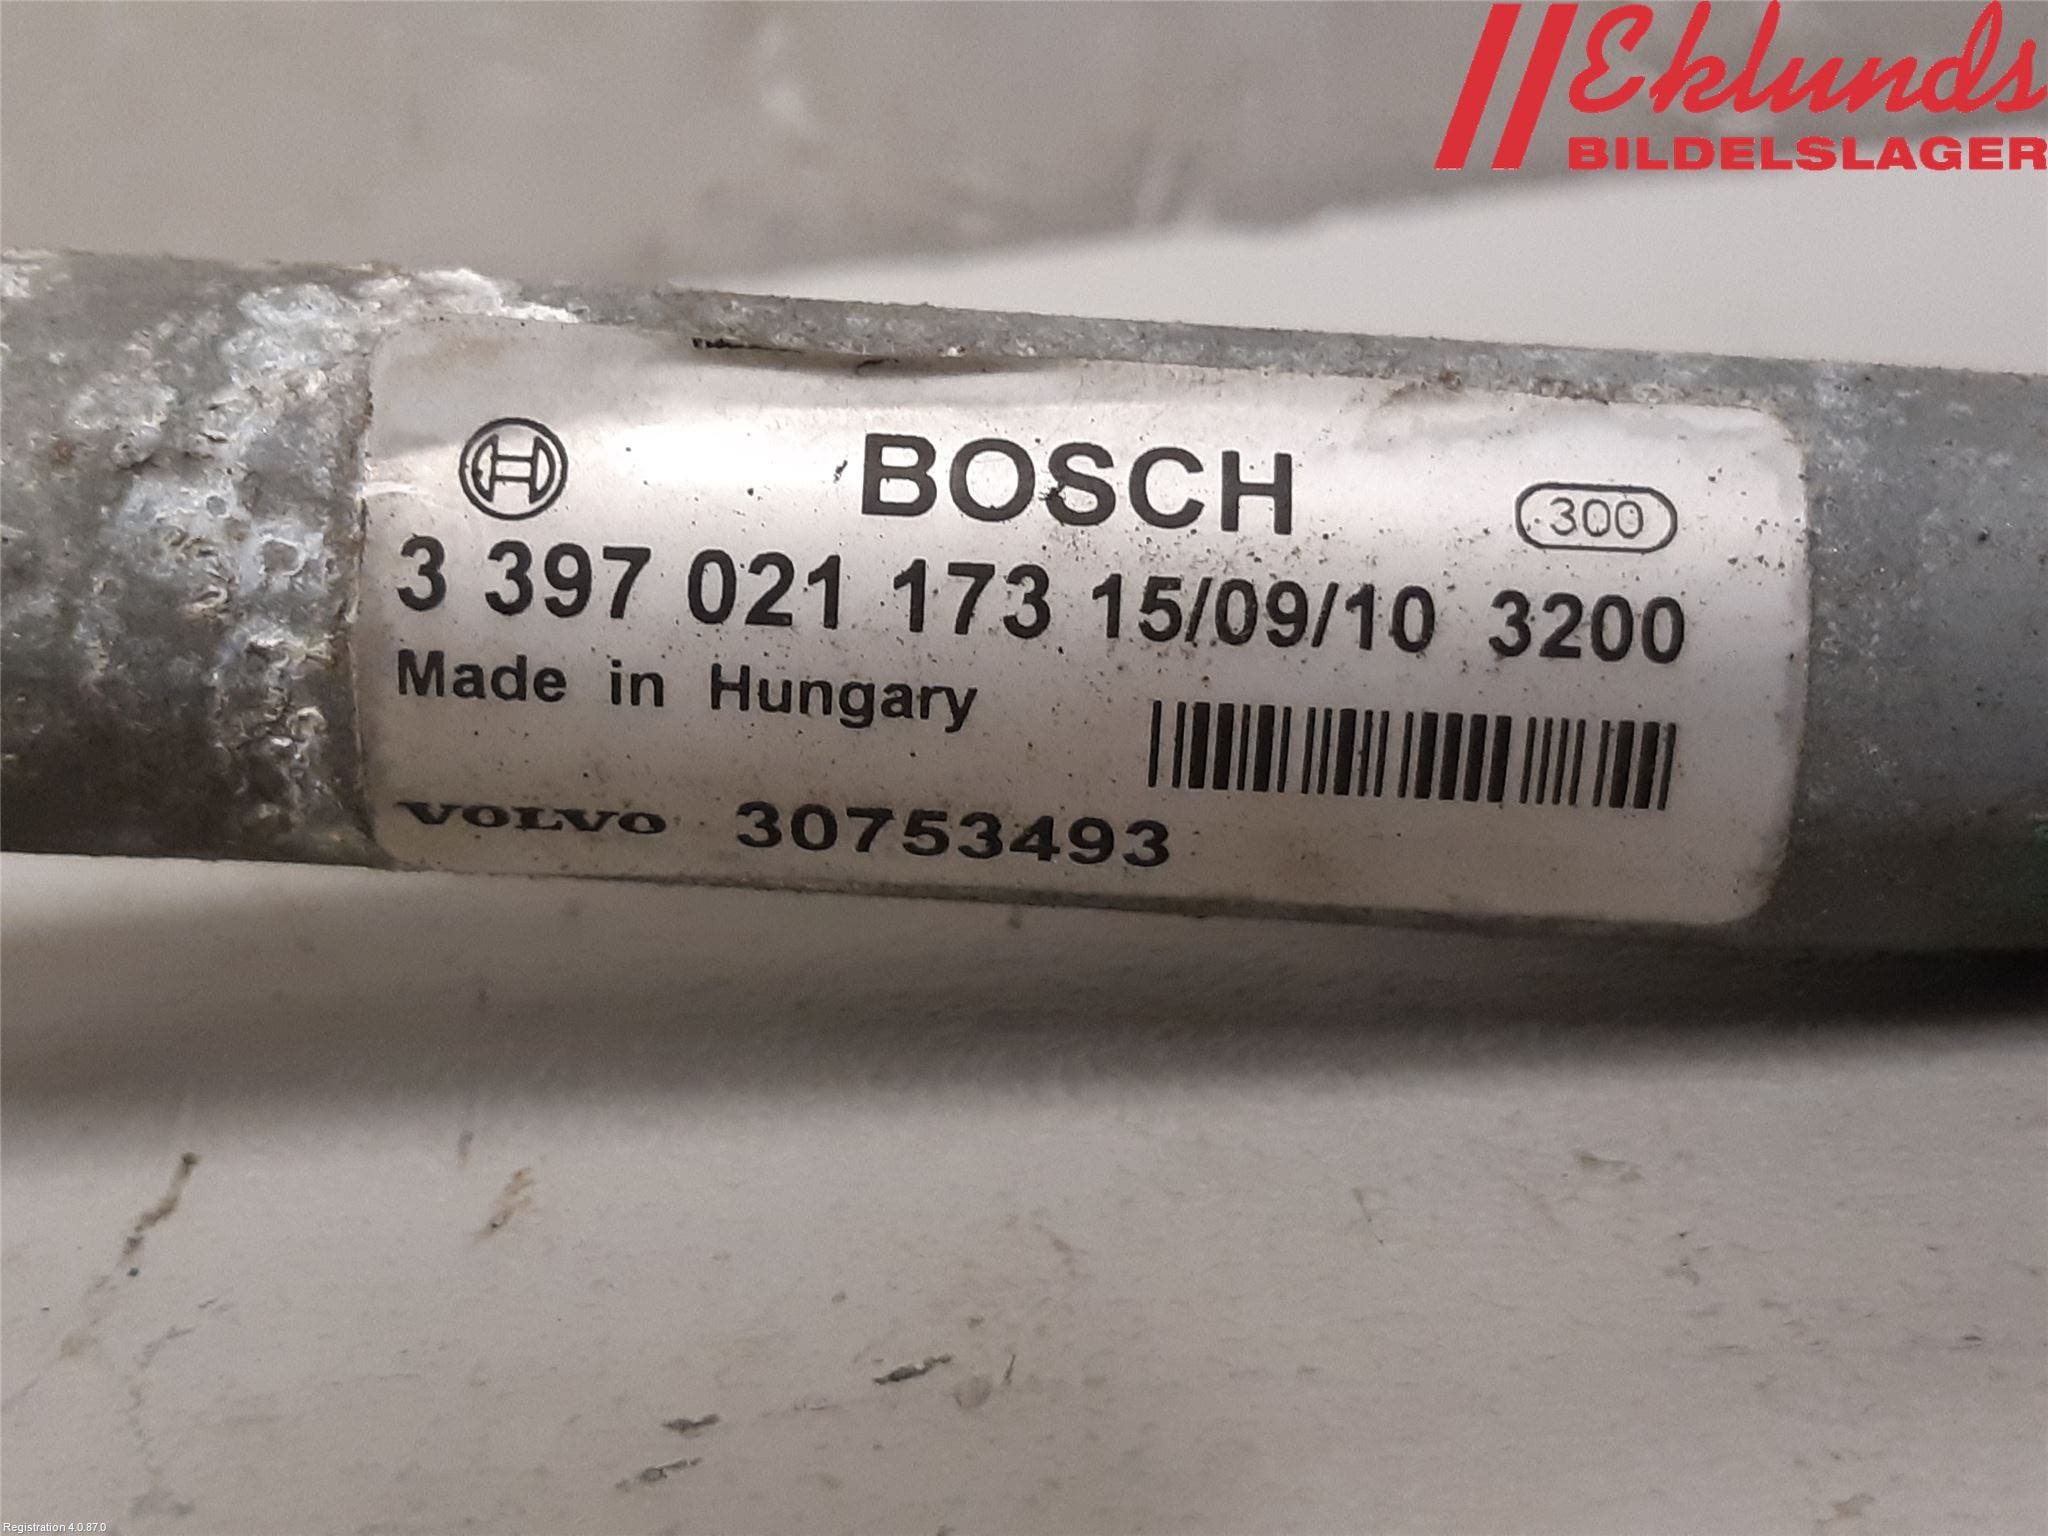 Eklunds
BILDELSLAGER
BOSCH
300
3 397 021 173 15/09/10 3200
Made in Hungary
VOLVO 30753493
Registration 4.0.87.0